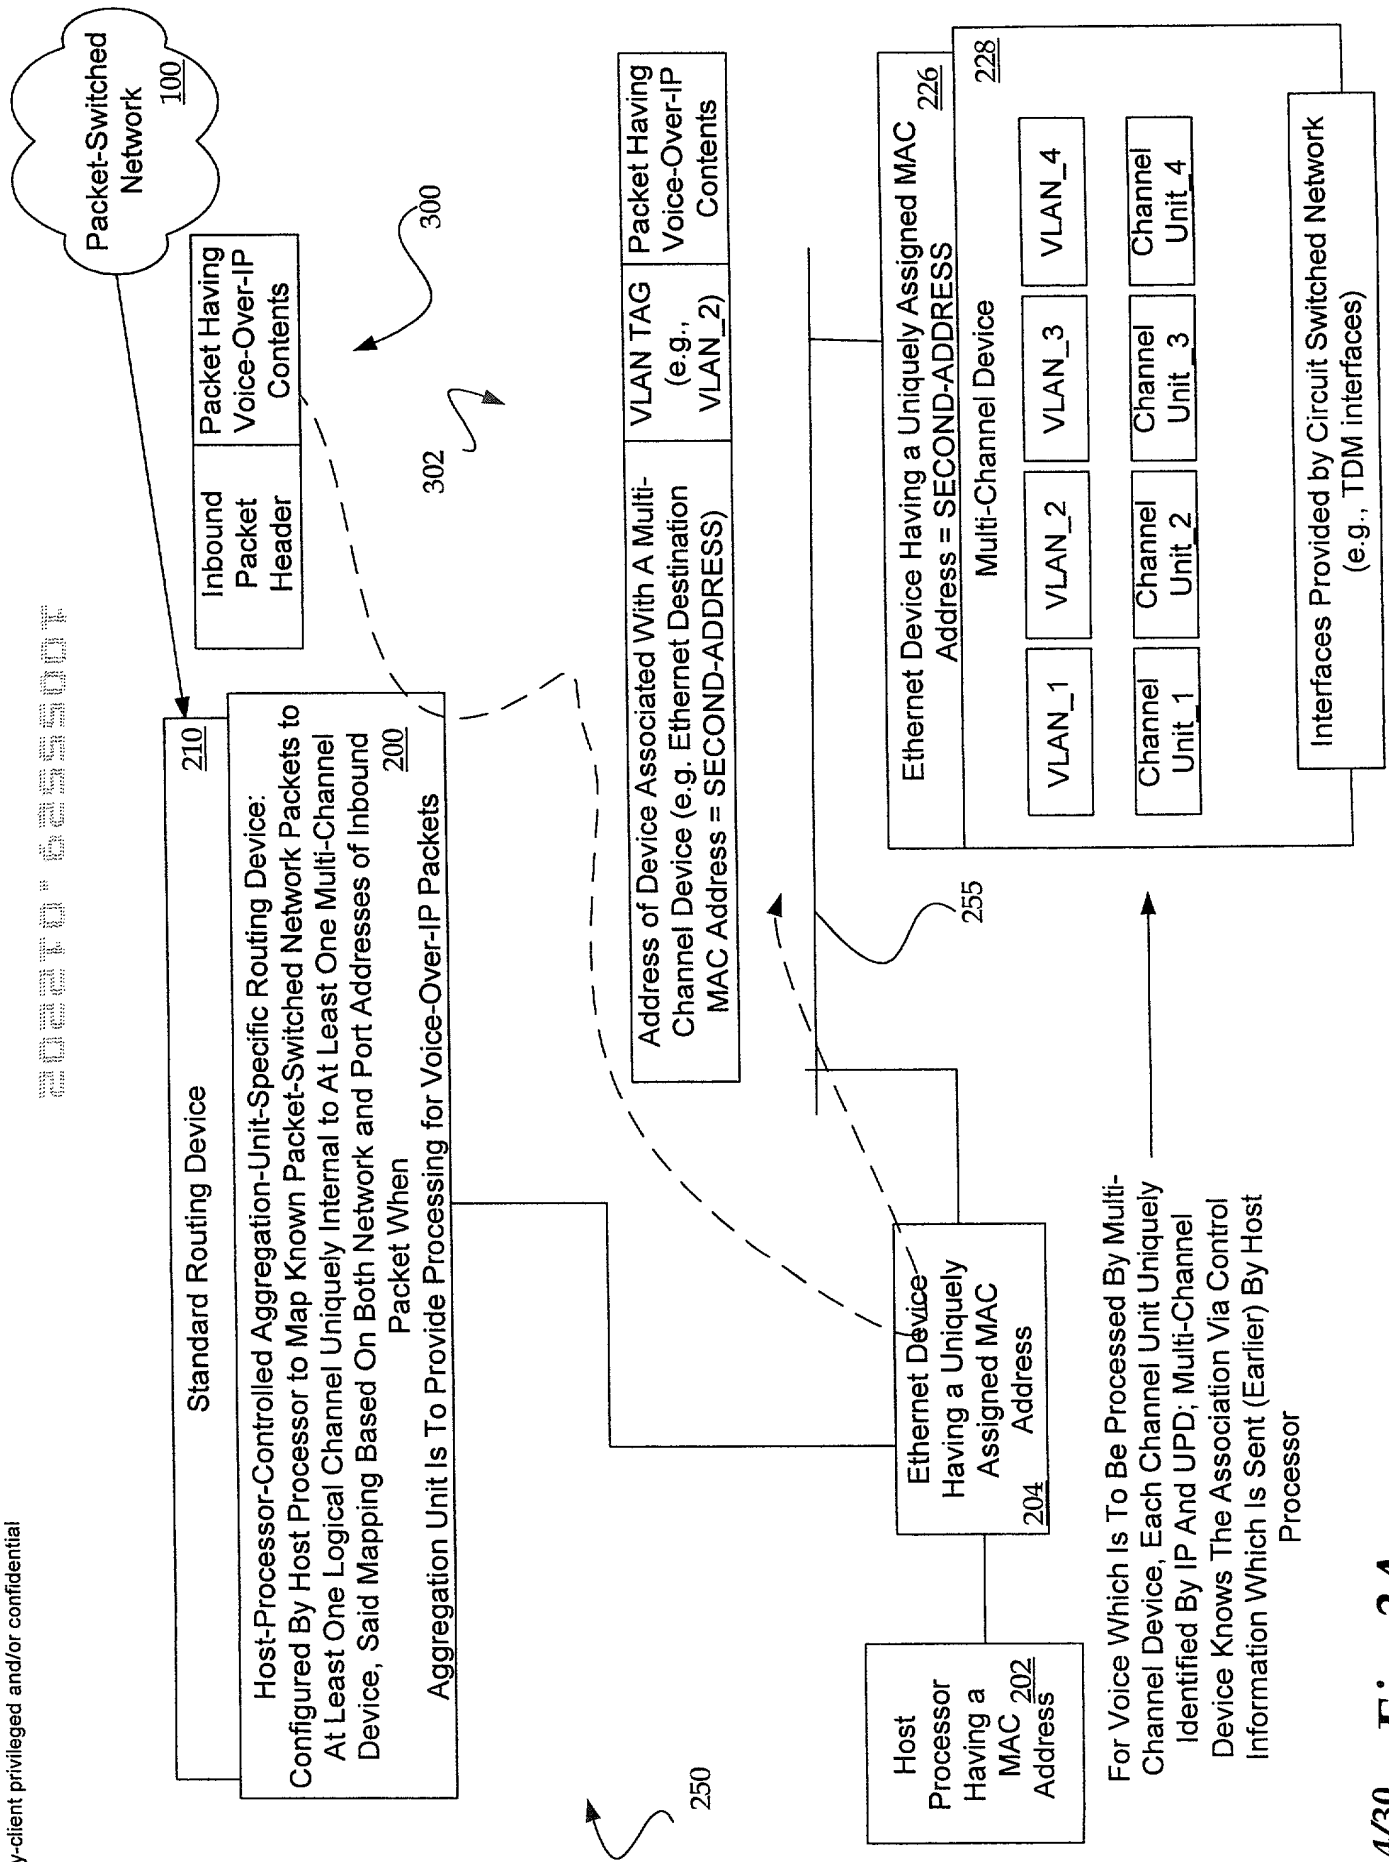 y-client privileged and/or confidential
Packet-Switched
Network
100
Standard Routing Device
210
Host-Processor-Controlled Aggregation-Unit-Specific Routing Device:
Configured By Host Processor to Map Known Packet-Switched Network Packets to
At Least One Logical Channel Uniquely Internal to At Least One Multi-Channel
Device, Said Mapping Based On Both Network and Port Addresses of Inbound
Packet When
200
Aggregation Unit Is To Provide Processing for Voice-Over-IP Packets
Inbound
Packet
Header
Packet Having
Voice-Over-IP
Contents
300
302
250
Address of Device Associated With A Multi-
Channel Device (e.g. Ethernet Destination
MAC Address = SECOND-ADDRESS)
VLAN TAG
(e.g.,
VLAN_2)
Packet Having
Voice-Over-IP
Contents
255
Host
Processor
Having a
MAC 202
Address
Ethernet Device
Having a Uniquely
Assigned MAC
Address
204
Ethernet Device Having a Uniquely Assigned MAC
Address = SECOND-ADDRESS
226
Multi-Channel Device
228
VLAN_1
VLAN_2
VLAN_3
VLAN_4
Channel
Unit_1
Channel
Unit_2
Channel
Unit_3
Channel
Unit_4
Interfaces Provided by Circuit Switched Network
(e.g., TDM interfaces)
For Voice Which Is To Be Processed By Multi-
Channel Device, Each Channel Unit Uniquely
Identified By IP And UPD; Multi-Channel
Device Knows The Association Via Control
Information Which Is Sent (Earlier) By Host
Processor